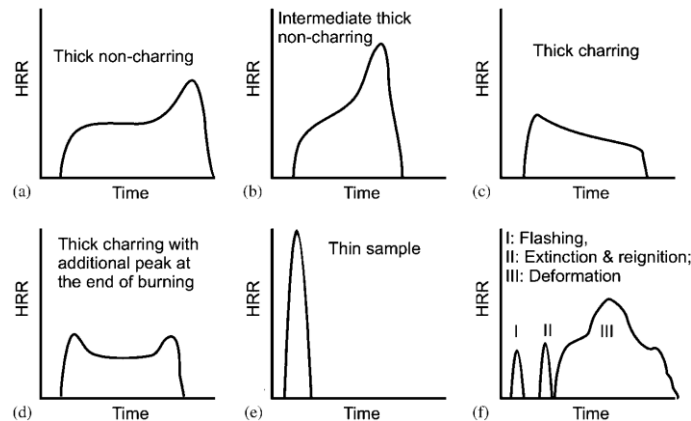 Thick non-charring
HRR
(a)
Time
Intermediate thick
non-charring
HRR
(b)
Time
Thick charring
HRR
(c)
Time
Thick charring with
additional peak at
the end of burning
HRR
(d)
Time
Thin sample
HRR
(e)
Time
I: Flashing,
II: Extinction & reignition;
III: Deformation
HRR
I
II
III
(f)
Time